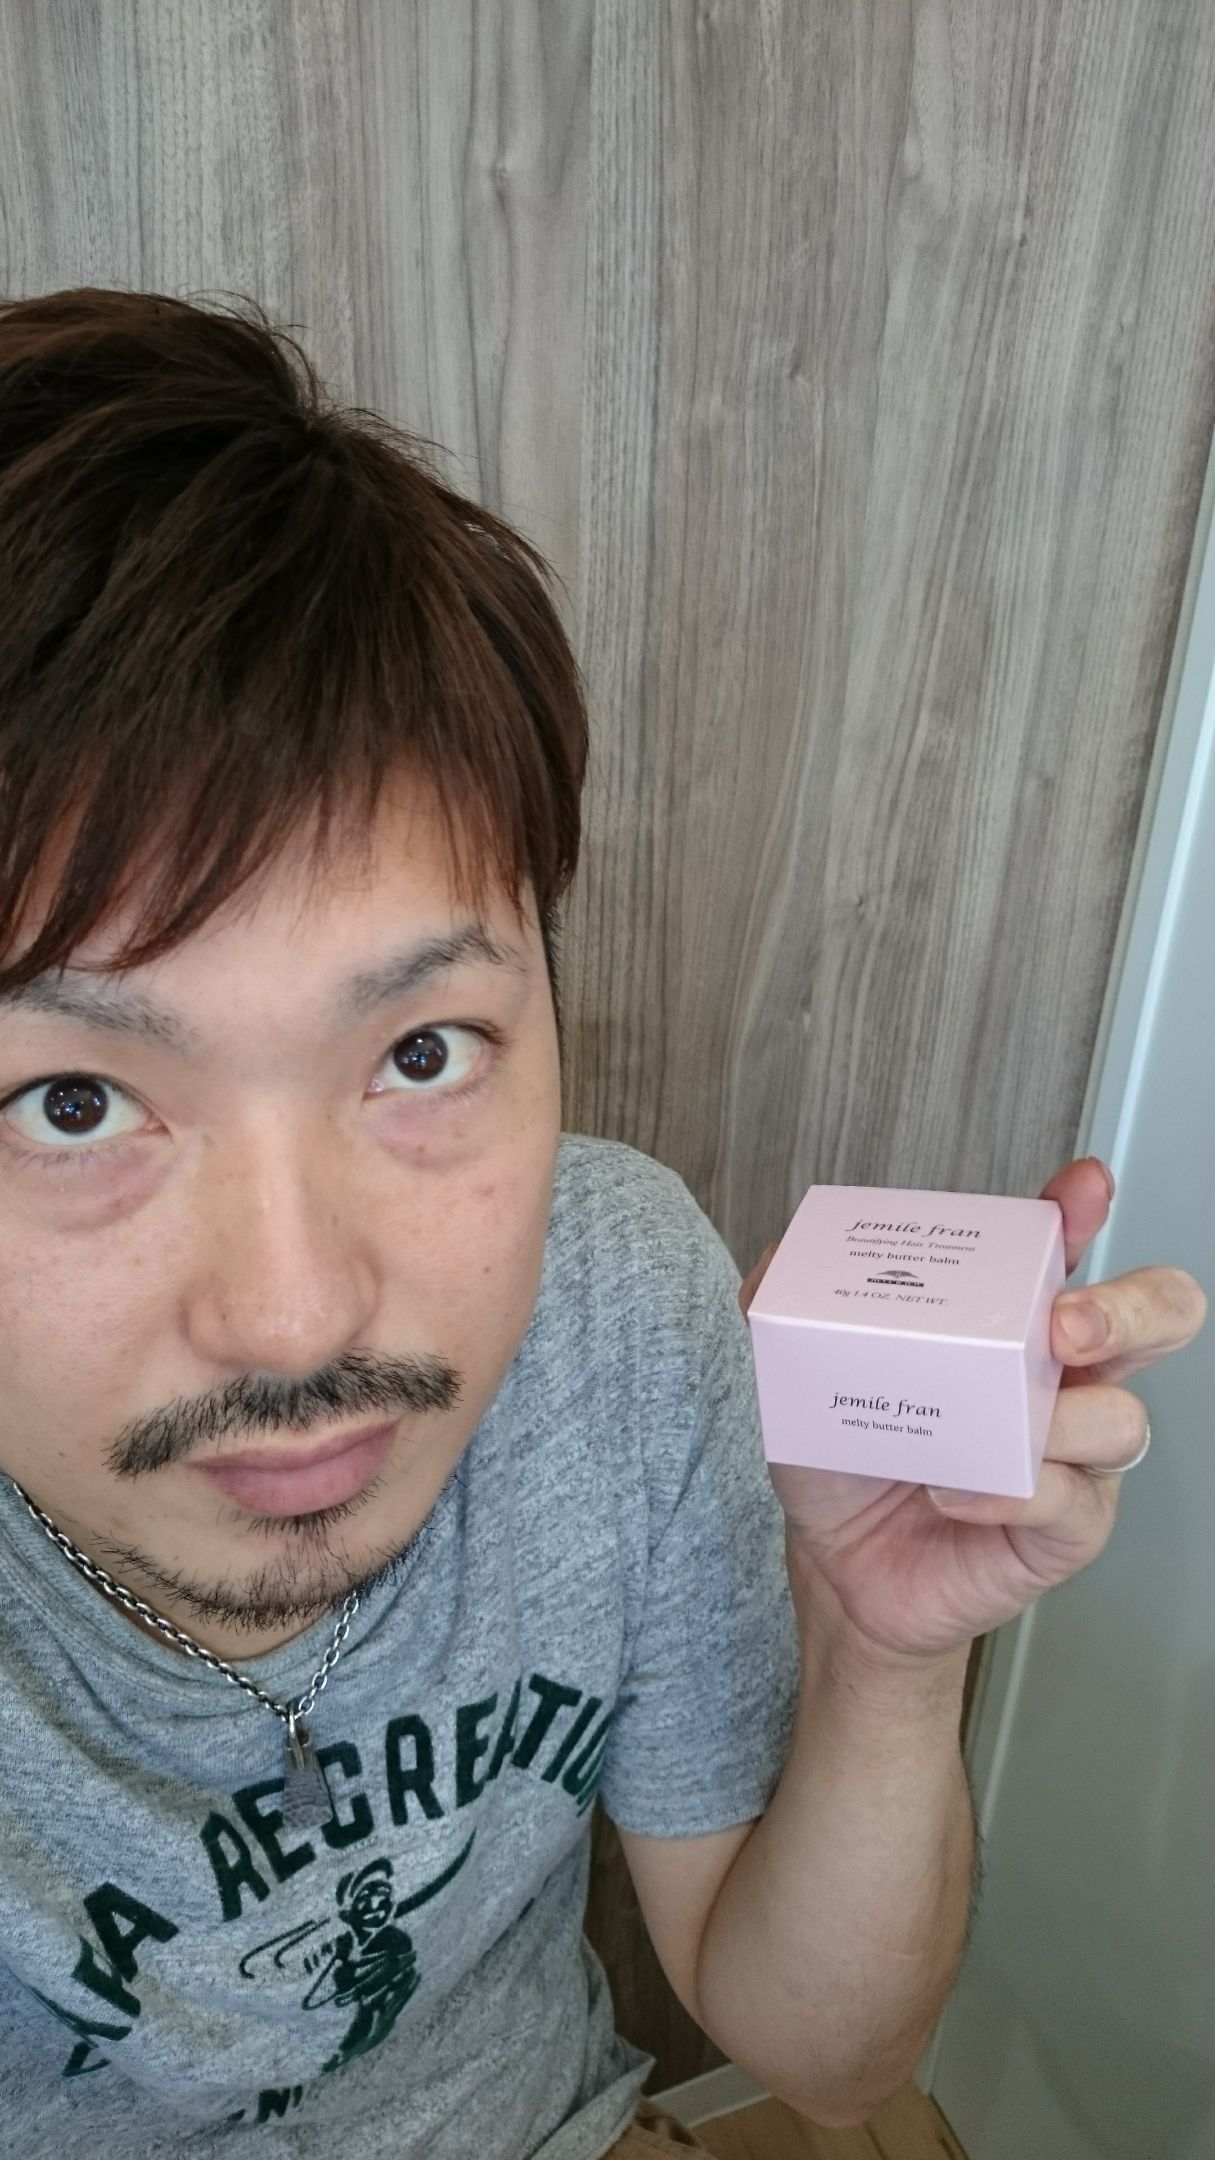 jemile fran
Beautifying Hair Treatment
melty butter balm
MILBON
40g 1.4 OZ. NET WT.
jemile fran
melty butter balm
RECREATIO